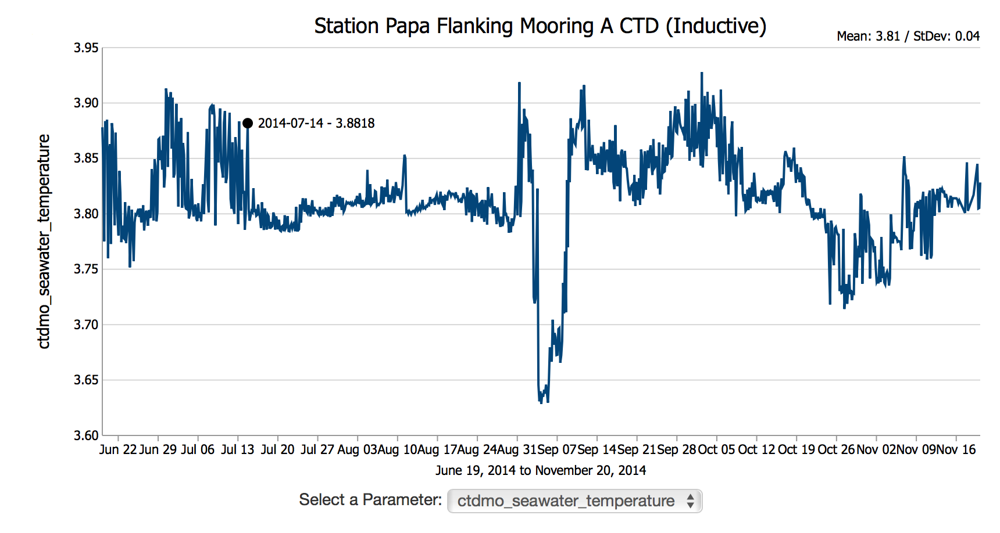 Station Papa Flanking Mooring A CTD (Inductive)
Mean: 3.81 / StDev: 0.04
3.95
3.90
3.85
3.80
3.75
3.70
3.65
3.60
ctdmo_seawater_temperature
2014-07-14 - 3.8818
Jun 22 Jun 29 Jul 06 Jul 13 Jul 20 Jul 27 Aug 03 Aug 10 Aug 17 Aug 24 Aug 31 Sep 07 Sep 14 Sep 21 Sep 28 Oct 05 Oct 12 Oct 19 Oct 26 Nov 02 Nov 09 Nov 16
June 19, 2014 to November 20, 2014
Select a Parameter: ctdmo_seawater_temperature